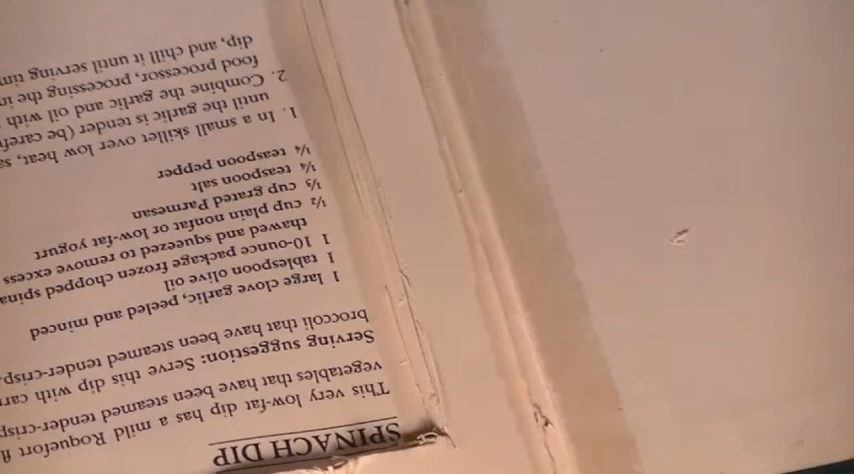 SPINACH DIP
This very low-fat dip has a mild Roquefort
vegetables that have been steamed tender-crisp
Serving suggestion: Serve this dip with
broccoli that have been steamed tender-crisp
1 large clove garlic, peeled and minced
1 tablespoon olive oil
1 10-ounce package frozen chopped
thawed and squeezed to remove excess
½ cup plain nonfat or low-fat yogurt
⅓ cup grated Parmesan
¼ teaspoon salt
¼ teaspoon pepper
1. In a small skillet over low heat,
until the garlic is tender (be
2. Combine the garlic and oil with
food processor, processing the
dip, and chill it until serving